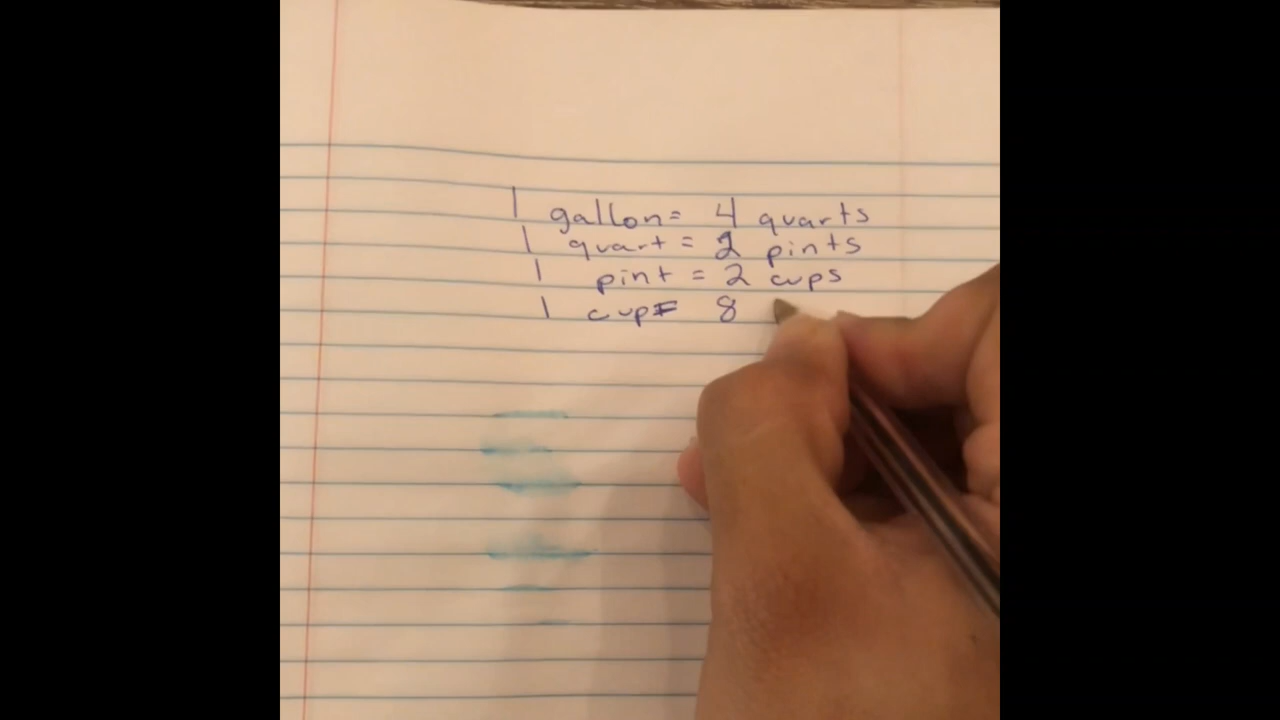 1 gallon = 4 quarts
1 quart = 2 pints
1 pint = 2 cups
1 cup = 8